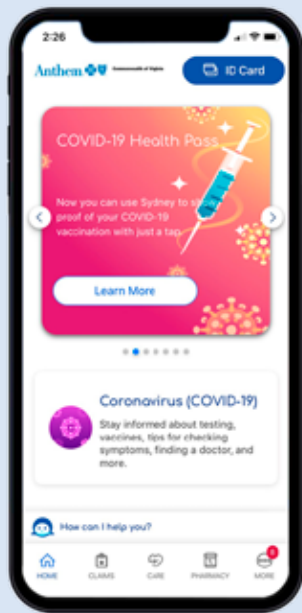 2:26
Anthem
Commonwealth of Virginia
ID Card
COVID-19 Health Pass
Now you can use Sydney to show
proof of your COVID-19
vaccination with just a tap
Learn More
Coronavirus (COVID-19)
Stay informed about testing,
vaccines, tips for checking
symptoms, finding a doctor, and
more.
How can I help you?
HOME CLAIMS CARE PHARMACY MORE